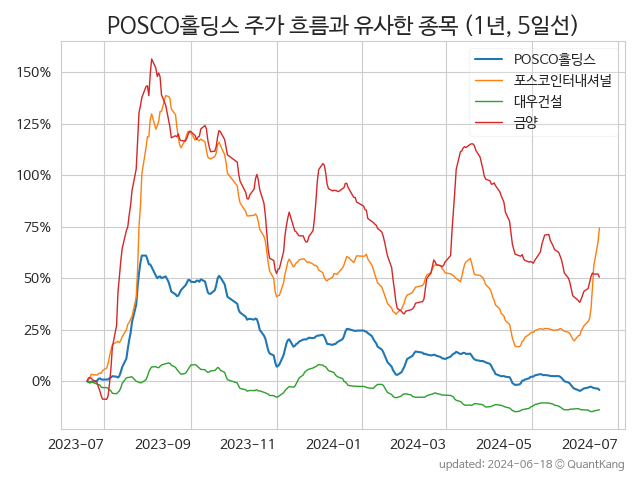 POSCO홀딩스 주가 흐름과 유사한 종목 (1년, 5일선)
POSCO홀딩스
포스코인터내셔널
대우건설
금양
150%
125%
100%
75%
50%
25%
0%
2023-07 2023-09 2023-11 2024-01 2024-03 2024-05 2024-07
updated: 2024-06-18 © QuantKang